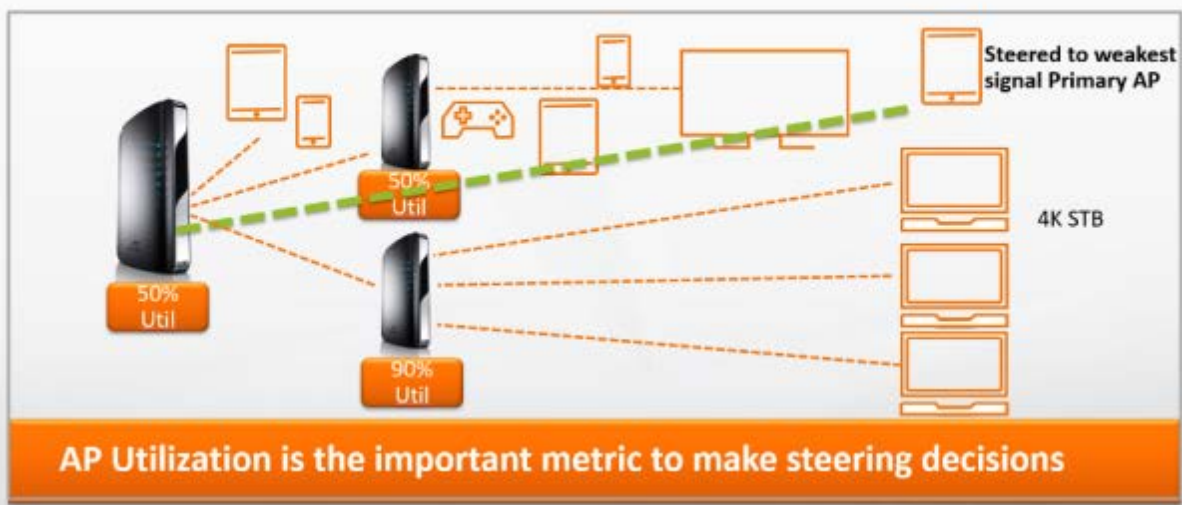 Steered to weakest
signal Primary AP
50%
Util
4K STB
50%
Util
90%
Util
AP Utilization is the important metric to make steering decisions